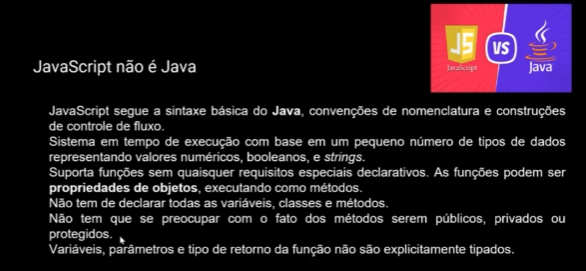 JavaScript não é Java
JS
JavaScript
VS
Java
JavaScript segue a sintaxe básica do Java, convenções de nomenclatura e construções
de controle de fluxo.
Sistema em tempo de execução com base em um pequeno número de tipos de dados
representando valores numéricos, booleanos, e strings.
Suporta funções sem quaisquer requisitos especiais declarativos. As funções podem ser
propriedades de objetos, executando como métodos.
Não tem de declarar todas as variáveis, classes e métodos.
Não tem que se preocupar com o fato dos métodos serem públicos, privados ou
protegidos.
Variáveis, parâmetros e tipo de retorno da função não são explicitamente tipados.